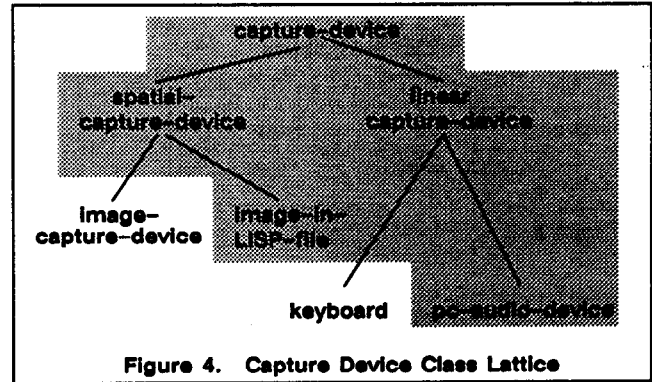 capture-device
spatial-
capture-device
linear
capture-device
image-
capture-device
image-in-
LISP-file
keyboard
pc-audio-device
Figure 4. Capture Device Class Lattice